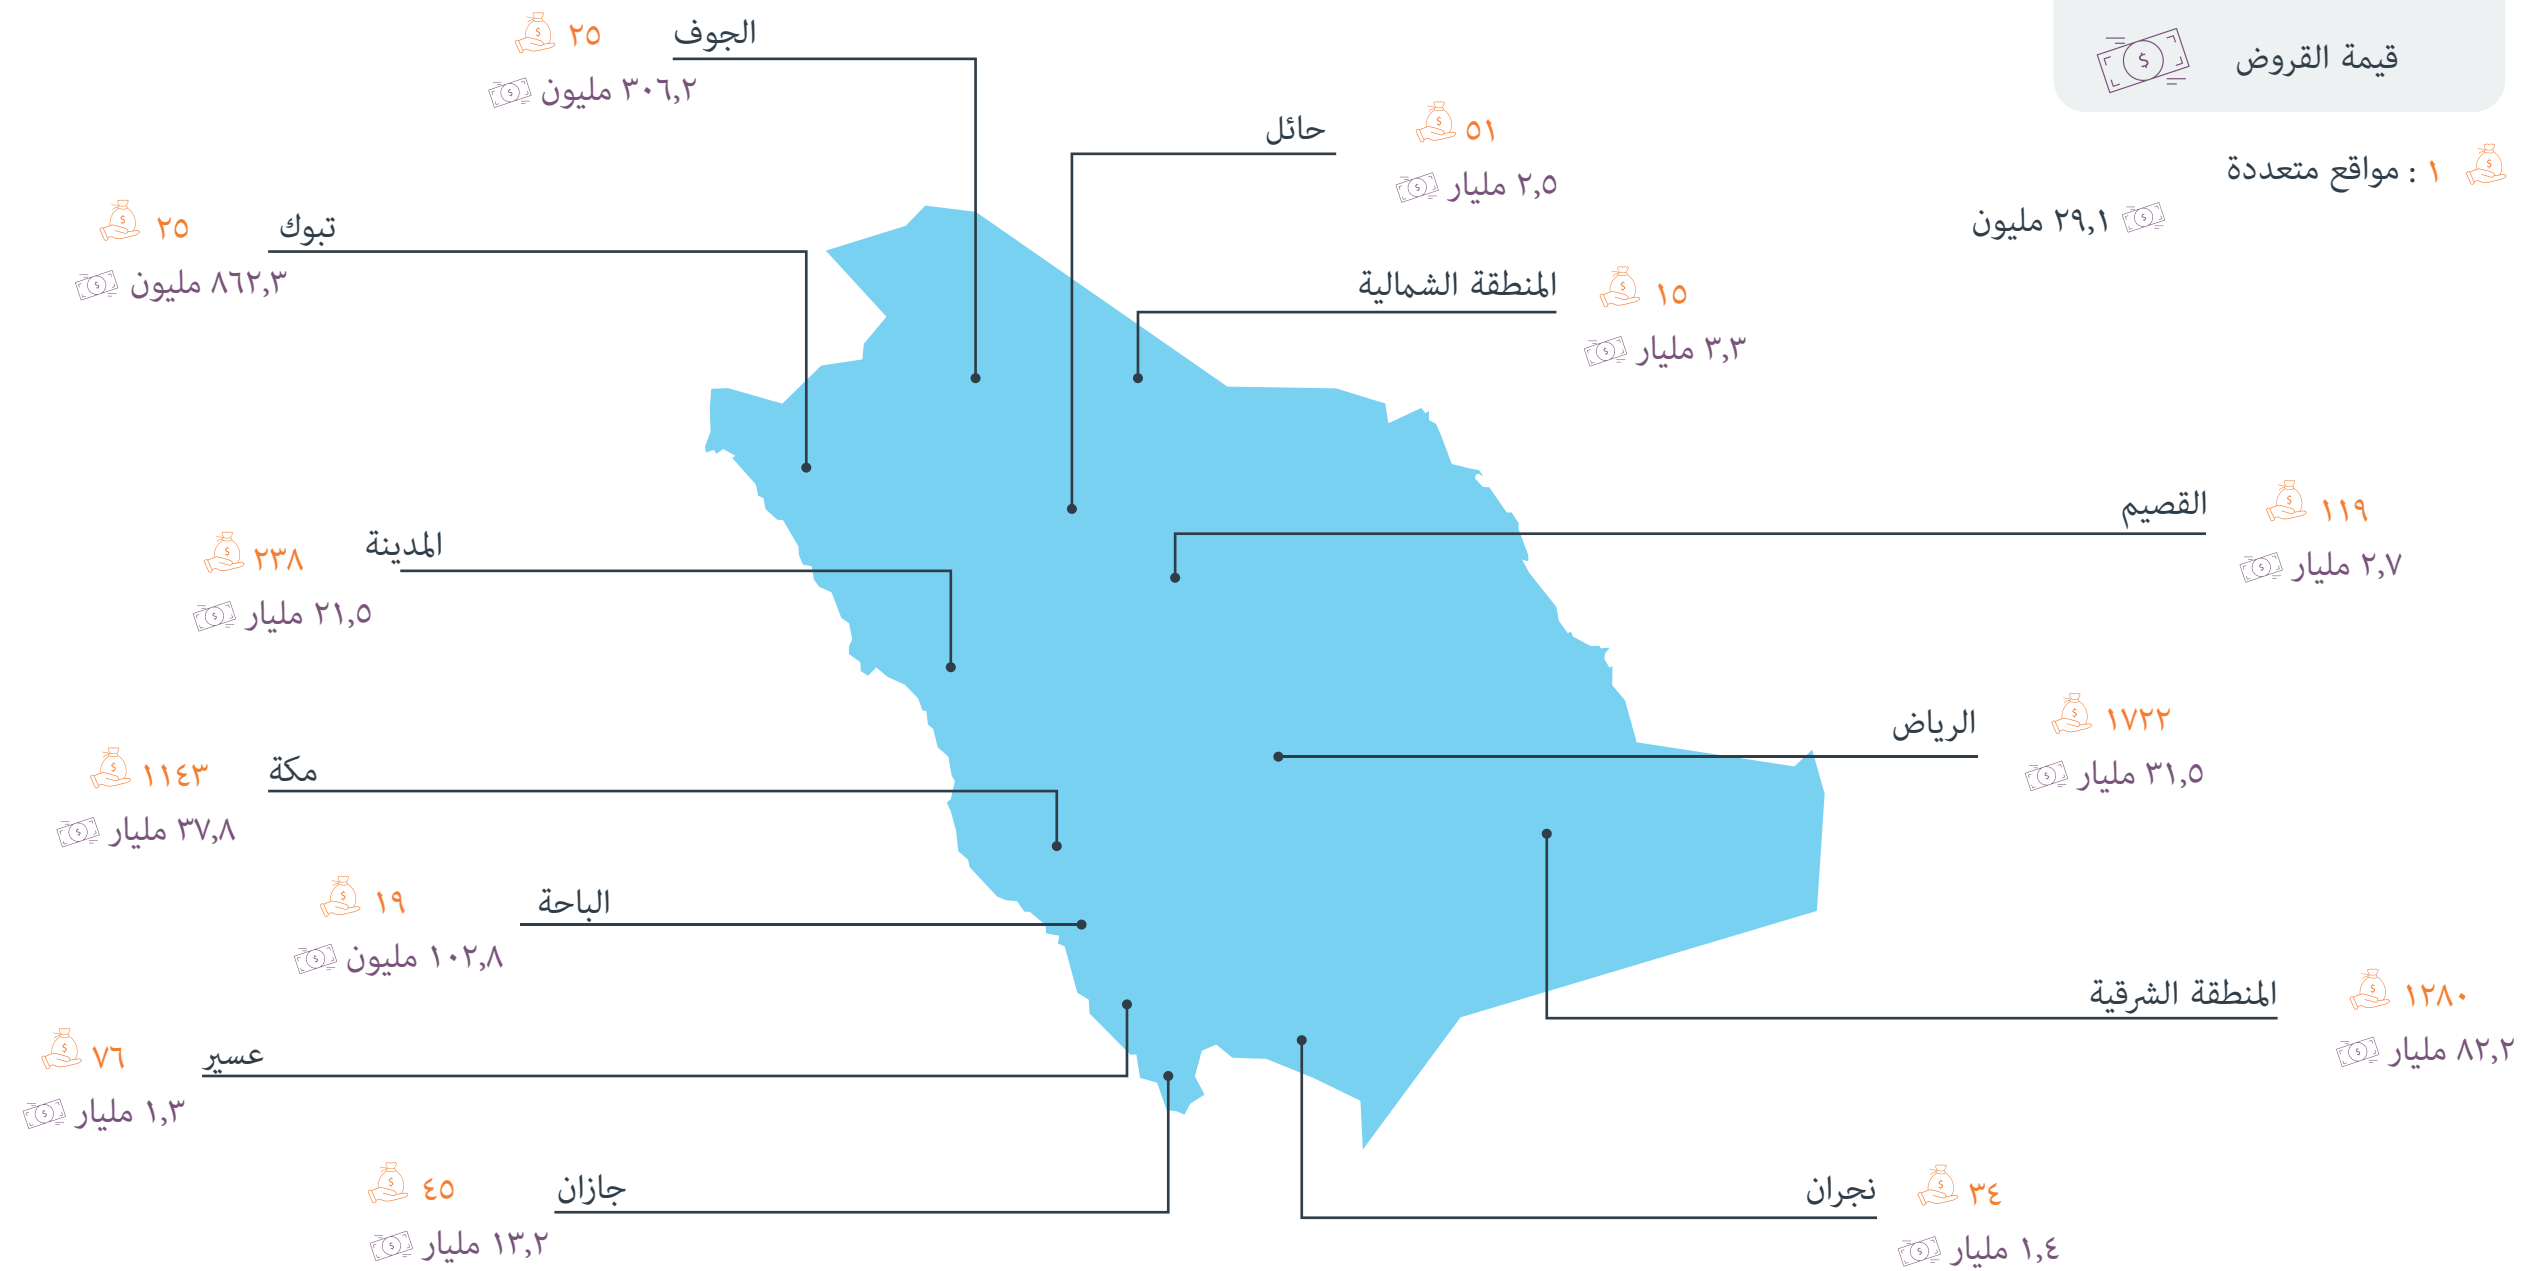 قيمة القروض
١ : مواقع متعددة
٢٩,١ مليون
الجوف ٢٥
٣٠٦,٢ مليون
حائل ٥١
٢,٥ مليار
تبوك ٢٥
٨٦٢,٣ مليون
المنطقة الشمالية ١٥
٣,٣ مليار
القصيم ١١٩
٢,٧ مليار
المدينة ٢٣٨
٢١,٥ مليار
الرياض ١٧٢٢
٣١,٥ مليار
مكة ١١٤٣
٣٧,٨ مليار
الباحة ١٩
١٠٢,٨ مليون
المنطقة الشرقية ١٢٨٠
٨٢,٢ مليار
عسير ٧٦
١,٣ مليار
جازان ٤٥
١٣,٢ مليار
نجران ٣٤
١,٤ مليار